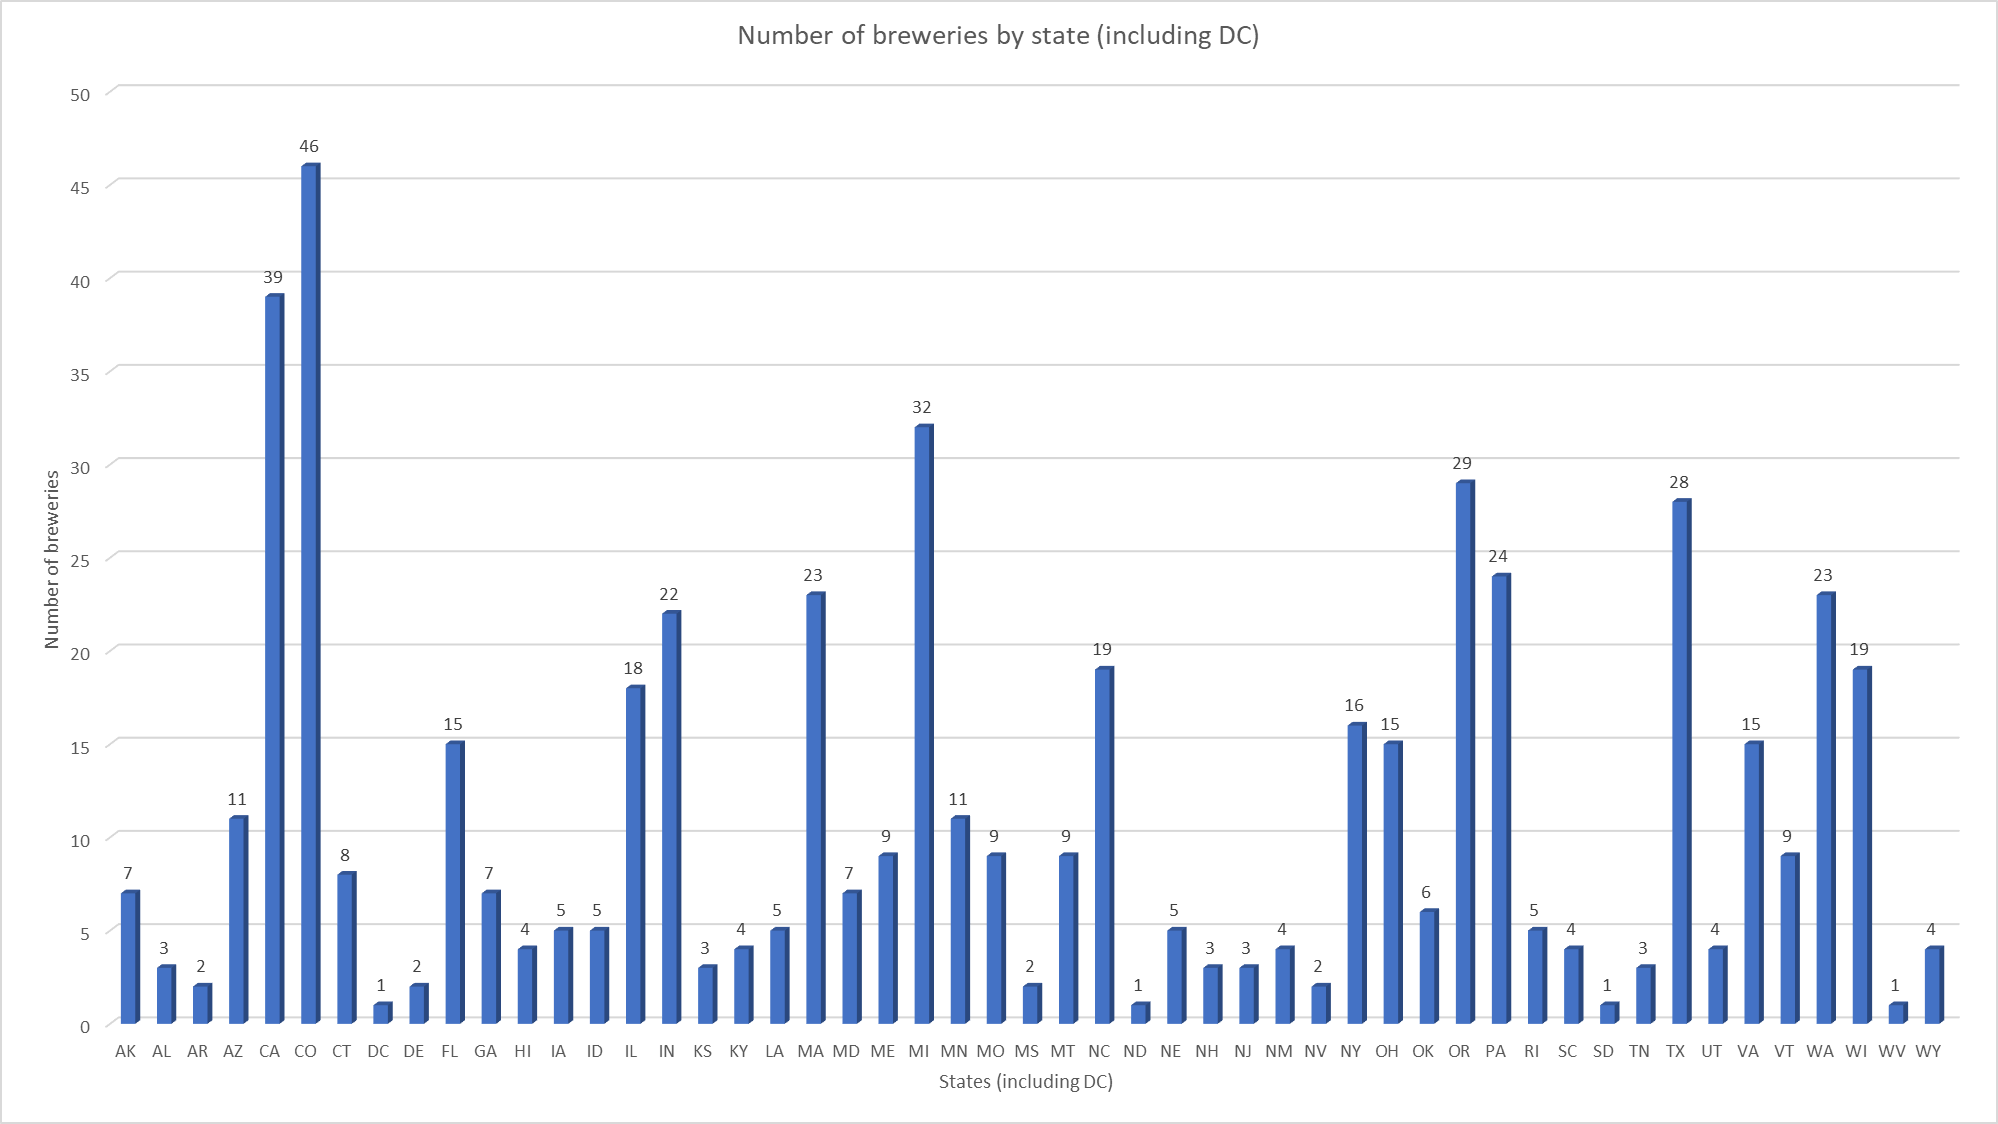 Number of breweries by state (including DC)
50
45
40
35
30
25
20
15
10
5
0
Number of breweries
7 3 2 11 39 46 8 1 2 15 7 4 5 5 18 22 3 4 5 23 7 9 32 11 9 2 9 19 1 5 3 3 4 2 16 15 6 29 24 5 4 1 3 28 4 15 9 23 19 1 4
AK AL AR AZ CA CO CT DC DE FL GA HI IA ID IL IN KS KY LA MA MD ME MI MN MO MS MT NC ND NE NH NJ NM NV NY OH OK OR PA RI SC SD TN TX UT VA VT WA WI WV WY
States (including DC)